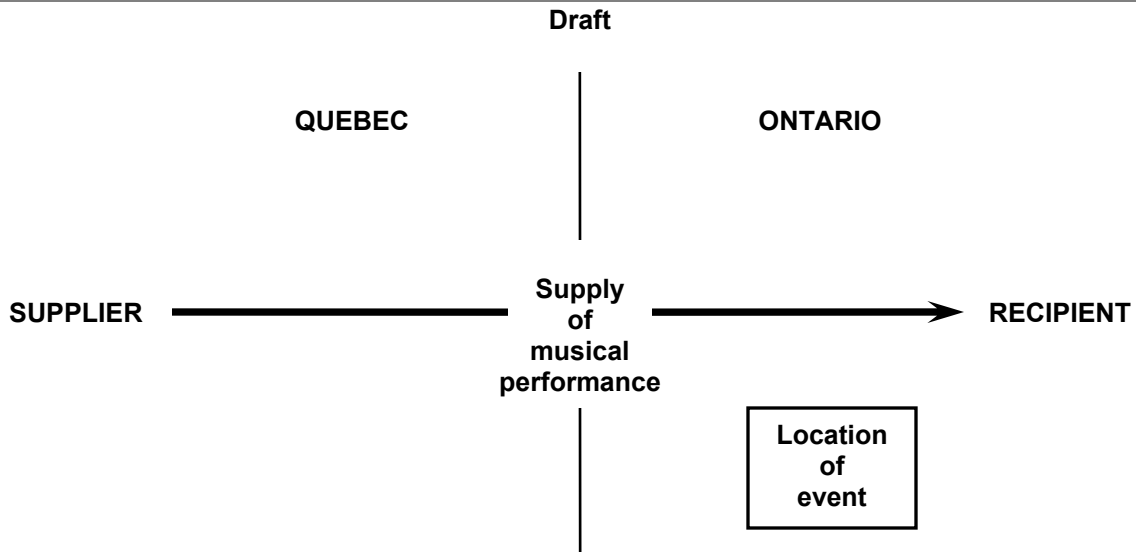 Draft
QUEBEC
ONTARIO
SUPPLIER
Supply
of
musical
performance
RECIPIENT
Location
of
event